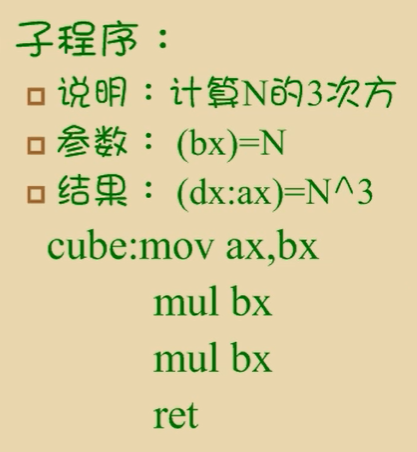 子程序：
说明：计算N的3次方
参数： (bx)=N
结果： (dx:ax)=N^3
cube:mov ax,bx
mul bx
mul bx
ret